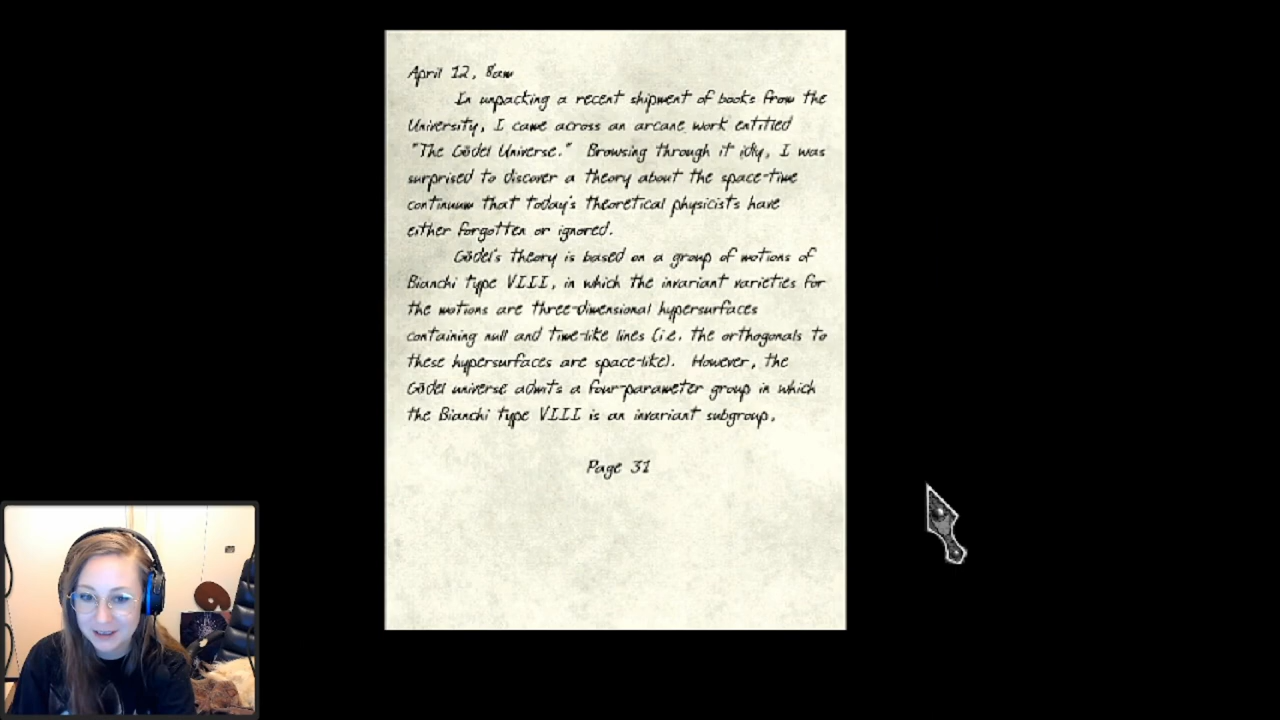 April 12, 8am
In unpacking a recent shipment of books from the
University, I came across an arcane work entitled
"The Gödel Universe." Browsing through it idly, I was
surprised to discover a theory about the space-time
continuum that today's theoretical physicists have
either forgotten or ignored.
Gödel's theory is based on a group of motions of
Bianchi type VIII, in which the invariant varieties for
the motions are three-dimensional hypersurfaces
containing null and time-like lines (i.e. the orthogonals to
these hypersurfaces are space-like). However, the
Gödel universe admits a four-parameter group in which
the Bianchi type VIII is an invariant subgroup.
Page 31